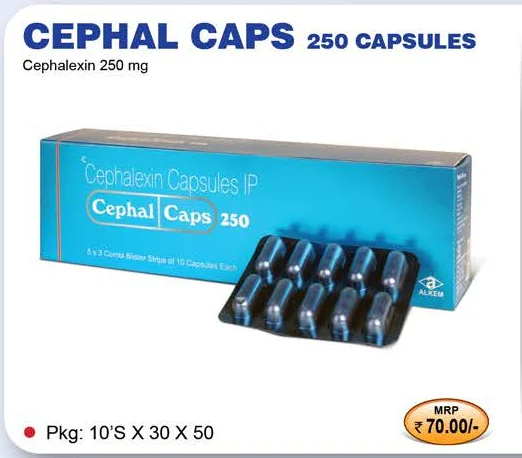 CEPHAL CAPS 250 CAPSULES
Cephalexin 250 mg
Cephalexin Capsules IP
Cephal Caps 250
5 x 3 Combi Blister Strips of 10 Capsules Each
ALKEM
MRP
₹ 70.00/-
Pkg: 10'S X 30 X 50